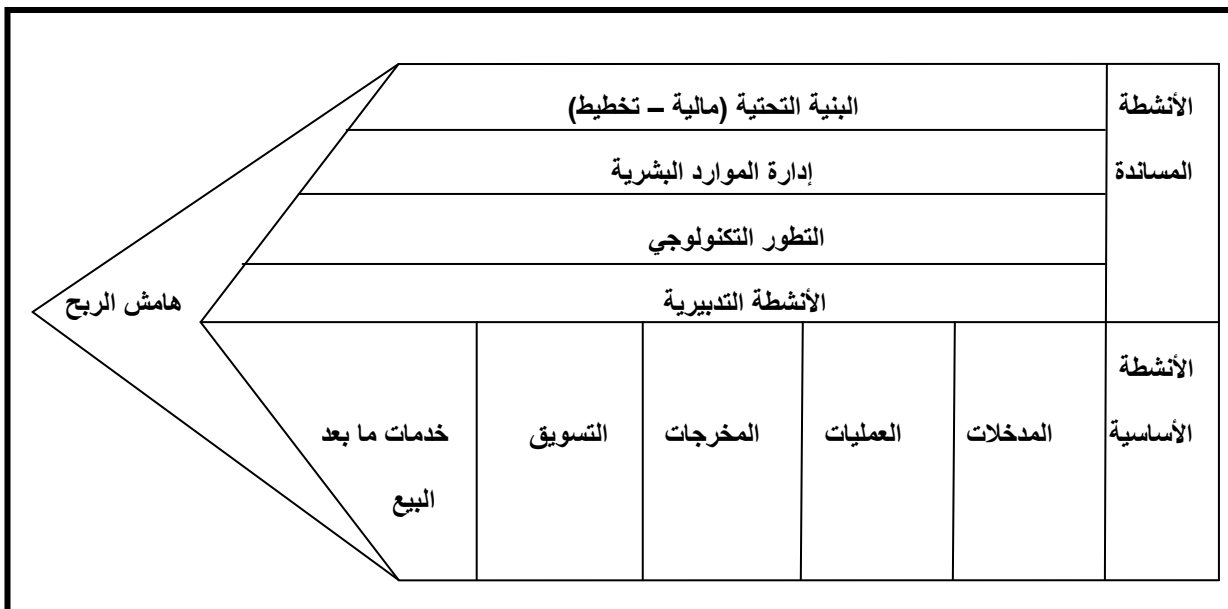 الأنشطة
المساندة
البنية التحتية (مالية – تخطيط)
إدارة الموارد البشرية
التطور التكنولوجي
الأنشطة التدبيرية
هامش الربح
الأنشطة
الأساسية
المدخلات
العمليات
المخرجات
التسويق
خدمات ما بعد
البيع